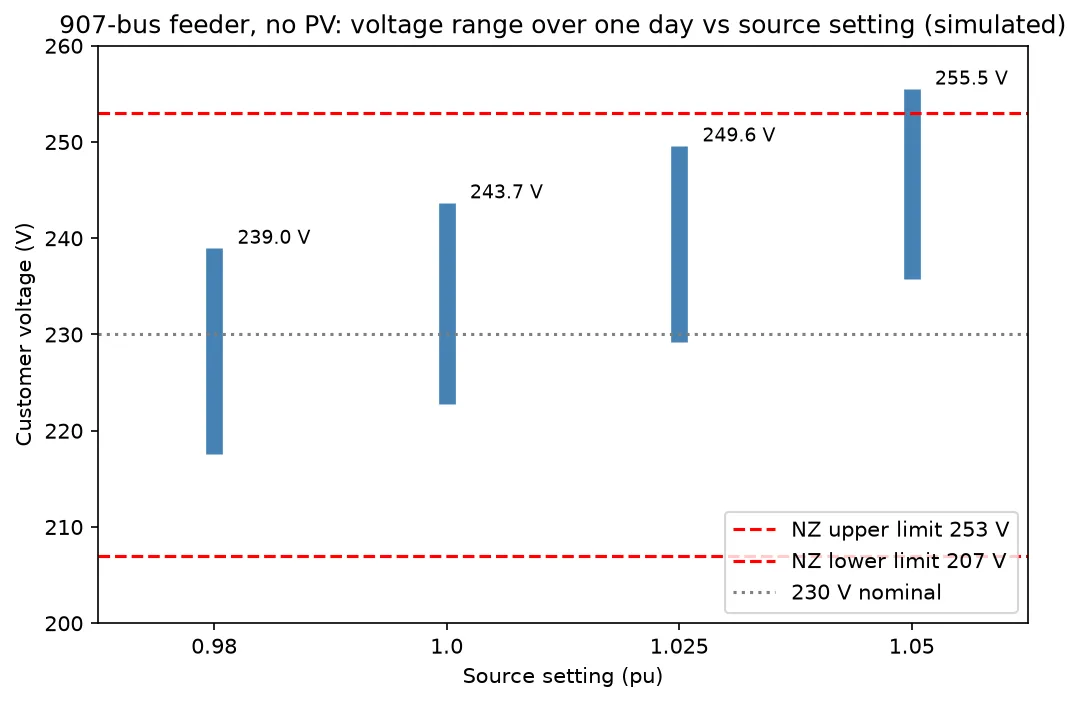 907-bus feeder, no PV: voltage range over one day vs source setting (simulated)
260
250
240
230
220
210
200
Customer voltage (V)
239.0 V
243.7 V
249.6 V
255.5 V
NZ upper limit 253 V
NZ lower limit 207 V
230 V nominal
0.98
1.0
1.025
1.05
Source setting (pu)